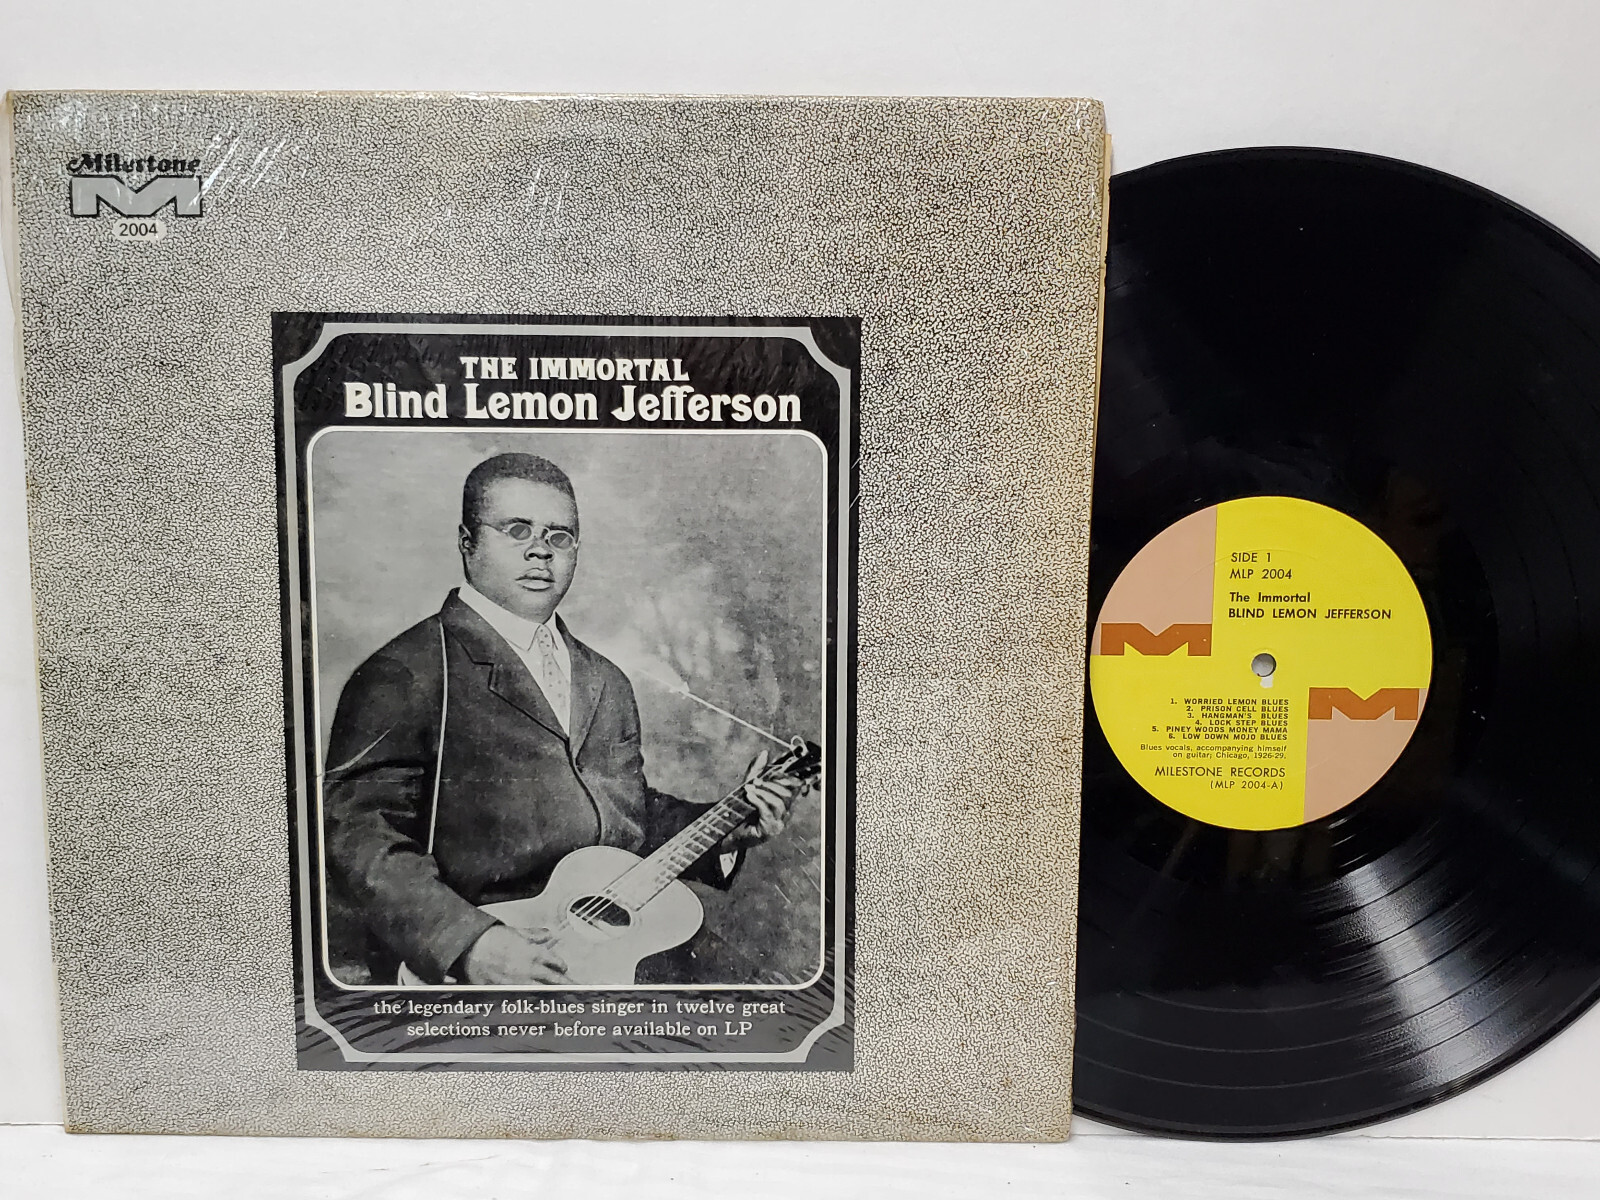 Milestone
2004
THE IMMORTAL
Blind Lemon Jefferson
the legendary folk-blues singer in twelve great
selections never before available on LP
SIDE 1
MLP 2004
The Immortal
BLIND LEMON JEFFERSON
1. WORRIED LEMON BLUES
2. PRISON CELL BLUES
3. HANGMAN'S BLUES
4. LOCK STEP BLUES
5. PINEY WOODS MONEY MAMA
6. LOW DOWN MOJO BLUES
Blues vocals, accompanying himself
on guitar; Chicago, 1926-29.
MILESTONE RECORDS
(MLP 2004-A)